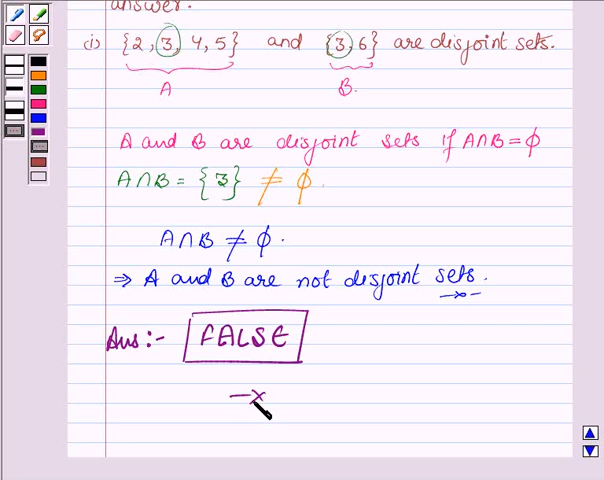 answer.
(i) {2, 3, 4, 5} and {3, 6} are disjoint sets.
A B.
A and B are disjoint sets if A∩B = ϕ
A∩B = {3} ≠ ϕ.
A∩B ≠ ϕ.
⇒ A and B are not disjoint sets.
Ans :- FALSE